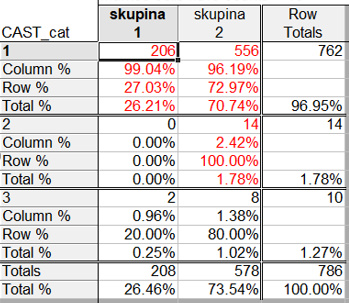 skupina skupina Row
CAST_cat 1 2 Totals
1 206 556 762
Column % 99.04% 96.19%
Row % 27.03% 72.97%
Total % 26.21% 70.74% 96.95%
2 0 14 14
Column % 0.00% 2.42%
Row % 0.00% 100.00%
Total % 0.00% 1.78% 1.78%
3 2 8 10
Column % 0.96% 1.38%
Row % 20.00% 80.00%
Total % 0.25% 1.02% 1.27%
Totals 208 578 786
26.46% 73.54% 100.00%